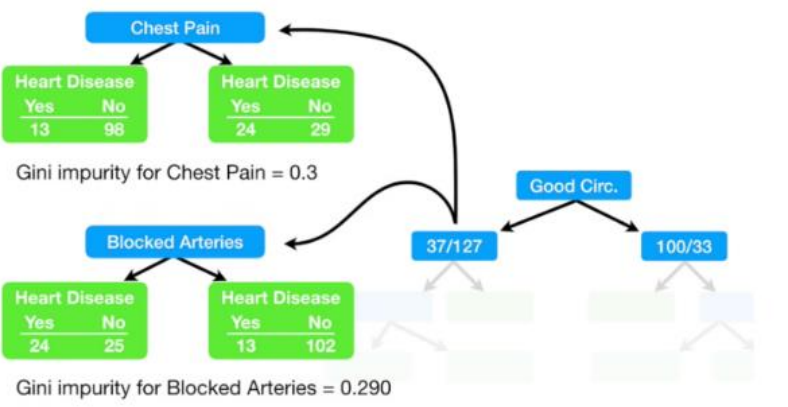 Chest Pain
Heart Disease
Yes No
13 98
Heart Disease
Yes No
24 29
Gini impurity for Chest Pain = 0.3
Good Circ.
37/127
100/33
Blocked Arteries
Heart Disease
Yes No
24 25
Heart Disease
Yes No
13 102
Gini impurity for Blocked Arteries = 0.290